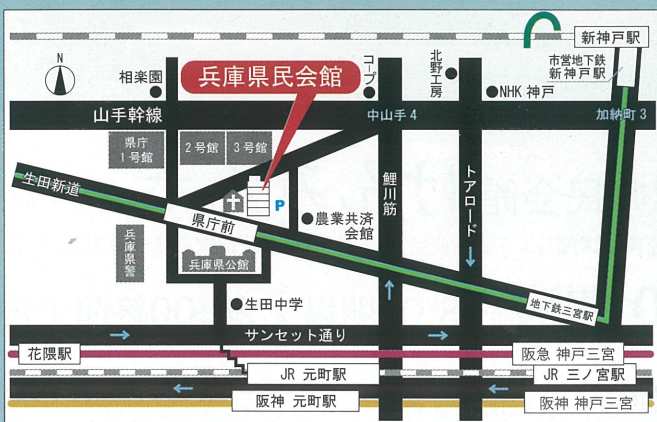 新神戸駅
N
市営地下鉄
新神戸駅
相楽園
兵庫県民会館
コープ
北野工房
NHK 神戸
山手幹線
中山手 4
加納町 3
県庁
1 号館
2 号館
3 号館
生田新道
P
鯉川筋
トアロード
県庁前
農業共済
会館
兵庫県警
兵庫県公館
生田中学
地下鉄三宮駅
サンセット通り
花隈駅
阪急 神戸三宮
JR 元町駅
JR 三ノ宮駅
阪神 元町駅
阪神 神戸三宮